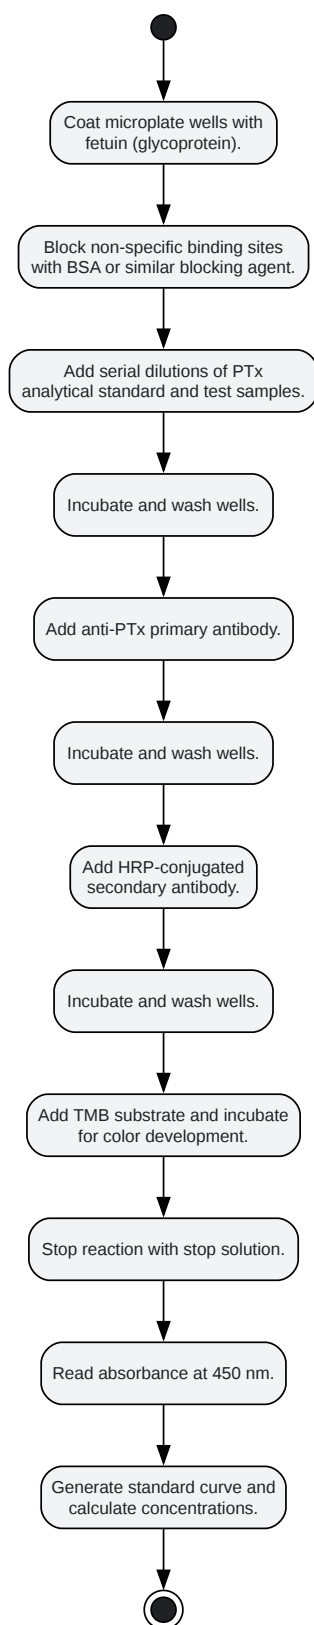 Coat microplate wells with
fetuin (glycoprotein).
Block non-specific binding sites
with BSA or similar blocking agent.
Add serial dilutions of PTx
analytical standard and test samples.
Incubate and wash wells.
Add anti-PTx primary antibody.
Incubate and wash wells.
Add HRP-conjugated
secondary antibody.
Incubate and wash wells.
Add TMB substrate and incubate
for color development.
Stop reaction with stop solution.
Read absorbance at 450 nm.
Generate standard curve and
calculate concentrations.